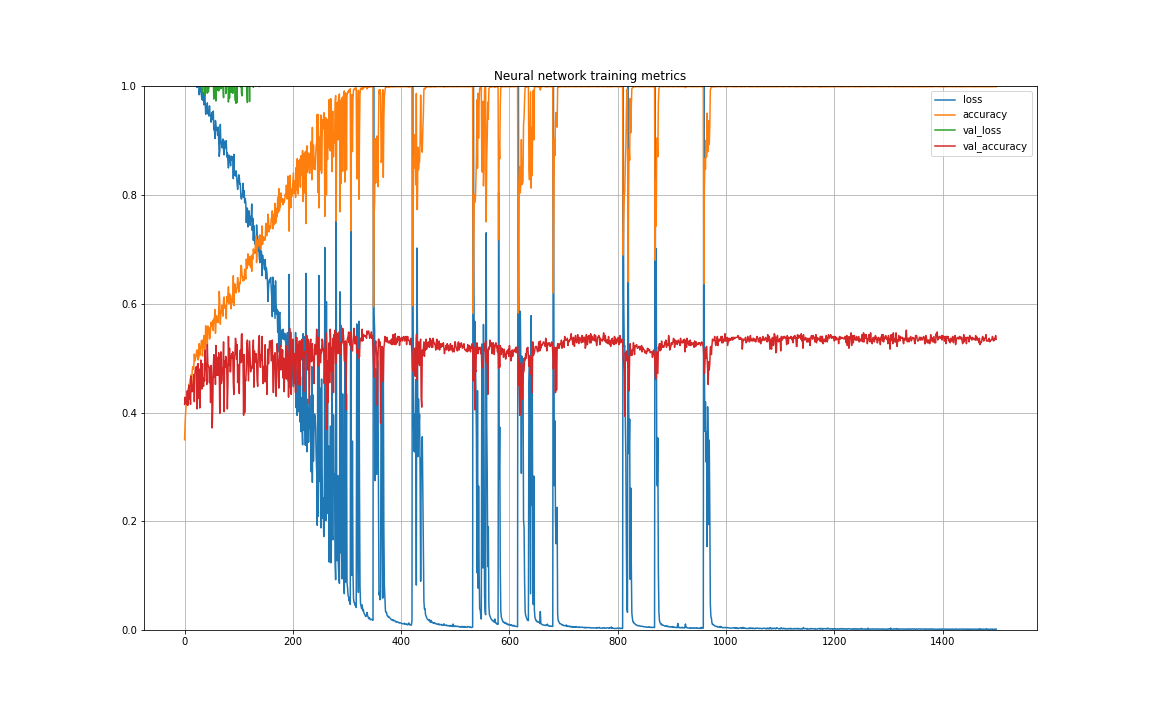 Neural network training metrics
1.0
0.8
0.6
0.4
0.2
0.0
0 200 400 600 800 1000 1200 1400
loss
accuracy
val_loss
val_accuracy